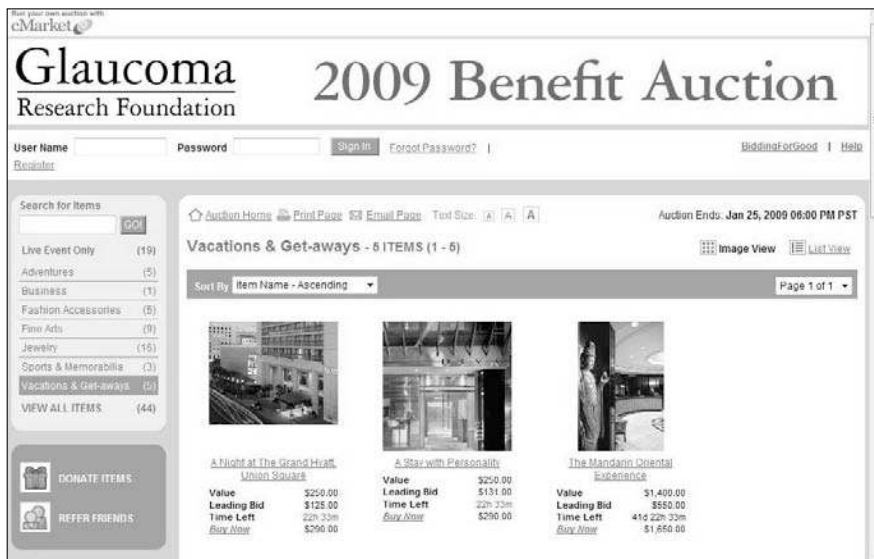 Run your own auction with
cMarket
Glaucoma
Research Foundation
2009 Benefit Auction
User Name Password Sign In Forgot Password? | BiddingForGood | Help
Register
Search for Items
GO!
Live Event Only (19)
Adventures (5)
Business (1)
Fashion Accessories (5)
Fine Arts (9)
Jewelry (16)
Sports & Memorabilia (3)
Vacations & Get-aways (5)
VIEW ALL ITEMS (44)
DONATE ITEMS
REFER FRIENDS
Auction Home Print Page Email Page Text Size: A A A Auction Ends: Jan 25, 2009 06:00 PM PST
Vacations & Get-aways - 5 ITEMS (1 - 5) Image View List View
Sort By Item Name - Ascending Page 1 of 1
A Night at The Grand Hyatt,
Union Square
Value $250.00
Leading Bid $125.00
Time Left 22h 33m
Buy Now $290.00
A Stay with Personality
Value $250.00
Leading Bid $131.00
Time Left 22h 33m
Buy Now $290.00
The Mandarin Oriental
Experience
Value $1,400.00
Leading Bid $550.00
Time Left 41d 22h 33m
Buy Now $1,650.00